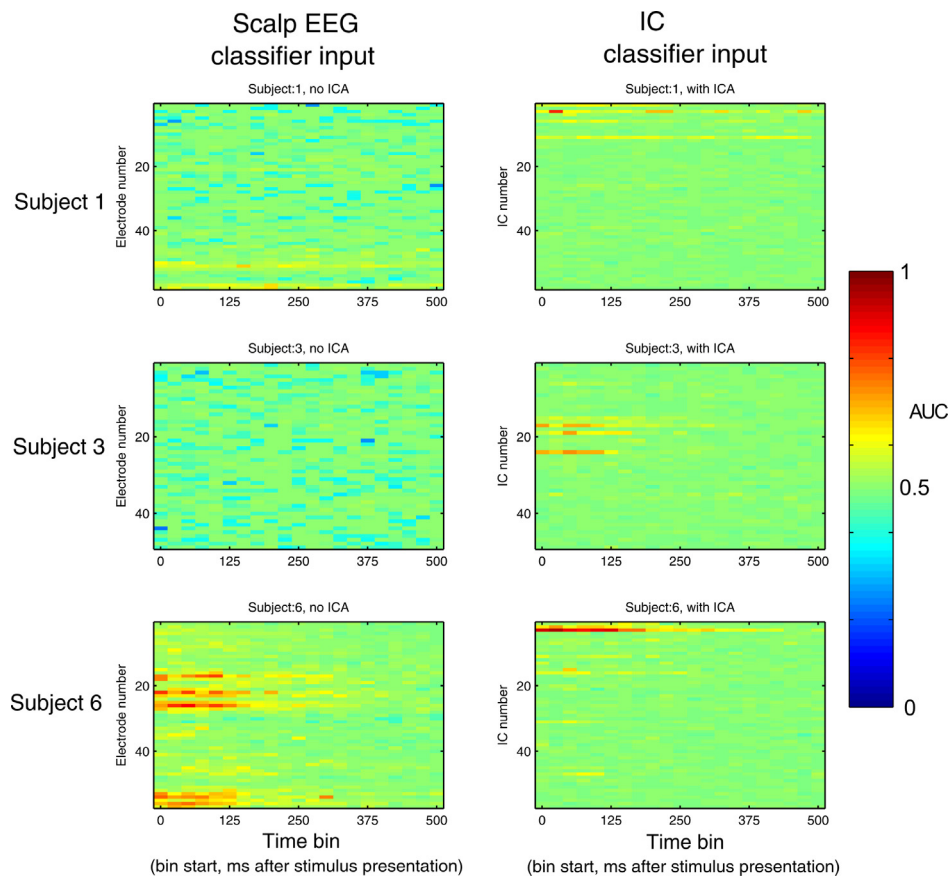 Scalp EEG
classifier input
IC
classifier input
Subject:1, no ICA
Subject:1, with ICA
Subject 1
Electrode number
20
40
0 125 250 375 500
IC number
20
40
0 125 250 375 500
Subject:3, no ICA
Subject:3, with ICA
Subject 3
Electrode number
20
40
0 125 250 375 500
IC number
20
40
0 125 250 375 500
Subject:6, no ICA
Subject:6, with ICA
Subject 6
Electrode number
20
40
0 125 250 375 500
IC number
20
40
0 125 250 375 500
1
AUC
0.5
0
Time bin
(bin start, ms after stimulus presentation)
Time bin
(bin start, ms after stimulus presentation)